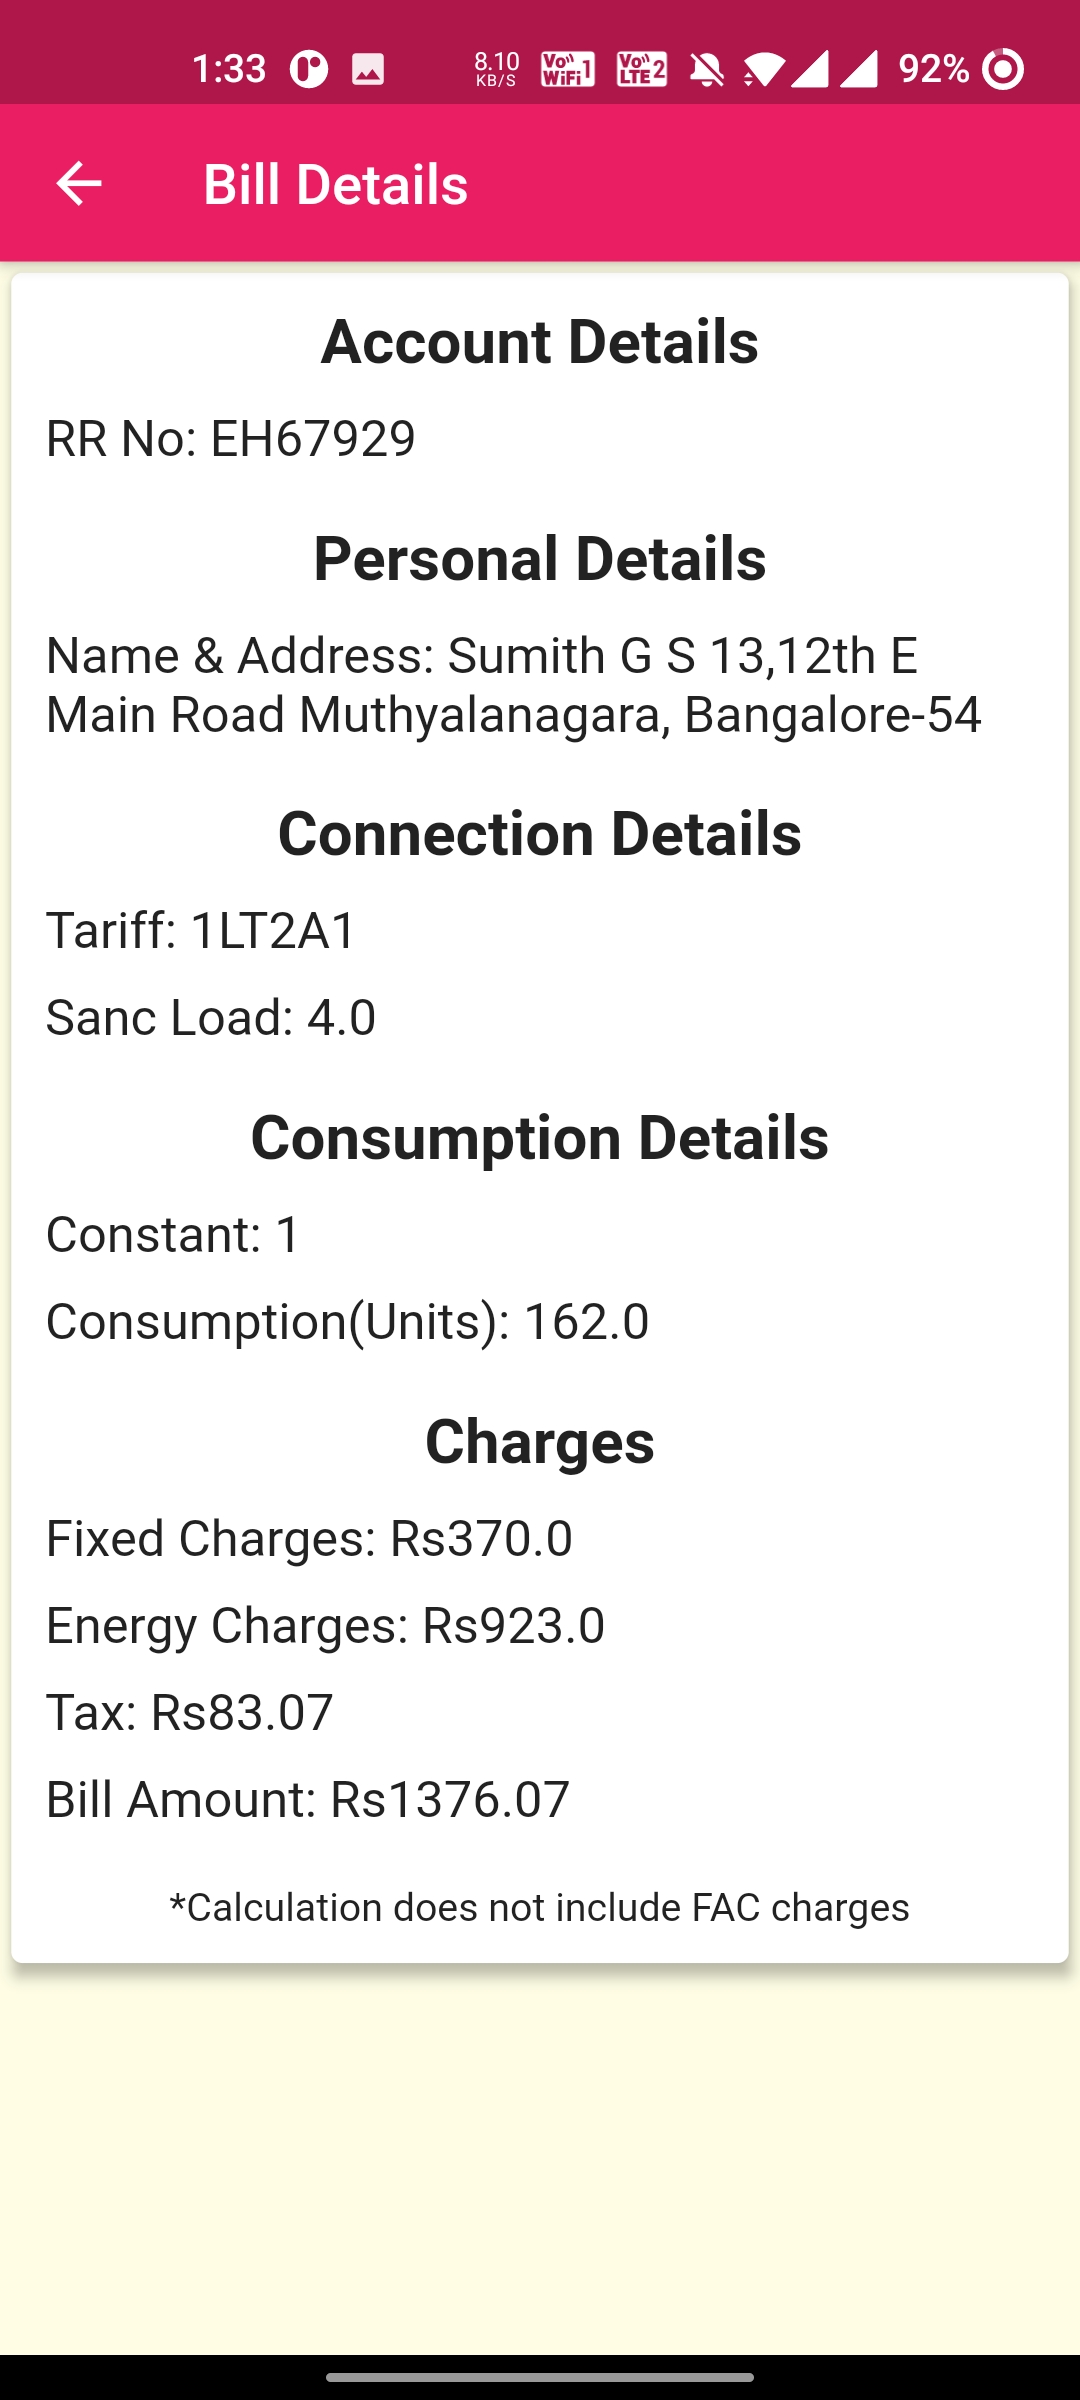 1:33 8.10 KB/S Vo WiFi 1 Vo LTE 2 92%
Bill Details
Account Details
RR No: EH67929
Personal Details
Name & Address: Sumith G S 13,12th E
Main Road Muthyalanagara, Bangalore-54
Connection Details
Tariff: 1LT2A1
Sanc Load: 4.0
Consumption Details
Constant: 1
Consumption(Units): 162.0
Charges
Fixed Charges: Rs370.0
Energy Charges: Rs923.0
Tax: Rs83.07
Bill Amount: Rs1376.07
*Calculation does not include FAC charges